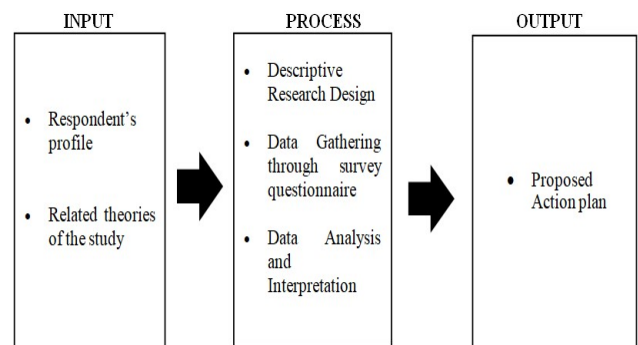 INPUT
PROCESS
OUTPUT
• Respondent's
profile
• Related theories
of the study
• Descriptive
Research Design
• Data Gathering
through survey
questionnaire
• Data Analysis
and
Interpretation
• Proposed
Action plan